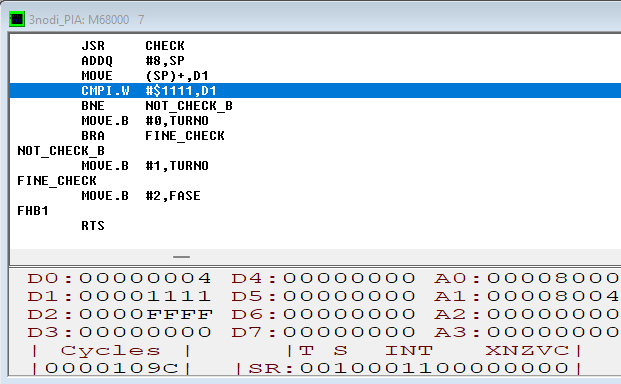 3nodi_PIA: M68000 7
JSR CHECK
ADDQ #8,SP
MOVE (SP)+,D1
CMPI.W #$1111,D1
BNE NOT_CHECK_B
MOVE.B #0,TURNO
BRA FINE_CHECK
NOT_CHECK_B
MOVE.B #1,TURNO
FINE_CHECK
MOVE.B #2,FASE
FHB1
RTS
D0:00000004 D4:00000000 A0:00008000
D1:00001111 D5:00000000 A1:00008004
D2:0000FFFF D6:00000000 A2:00000000
D3:00000000 D7:00000000 A3:00000000
| Cycles | |T S INT XNZVC|
|0000109C| |SR:0010001100000000|